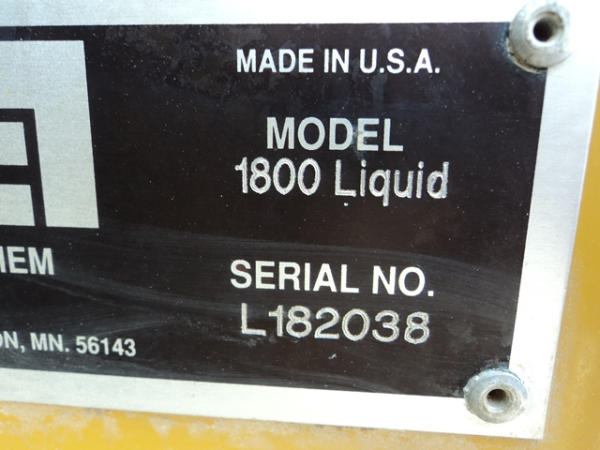 MADE IN U.S.A.
MODEL
1800 Liquid
HEM
SERIAL NO.
L182038
ON, MN. 56143